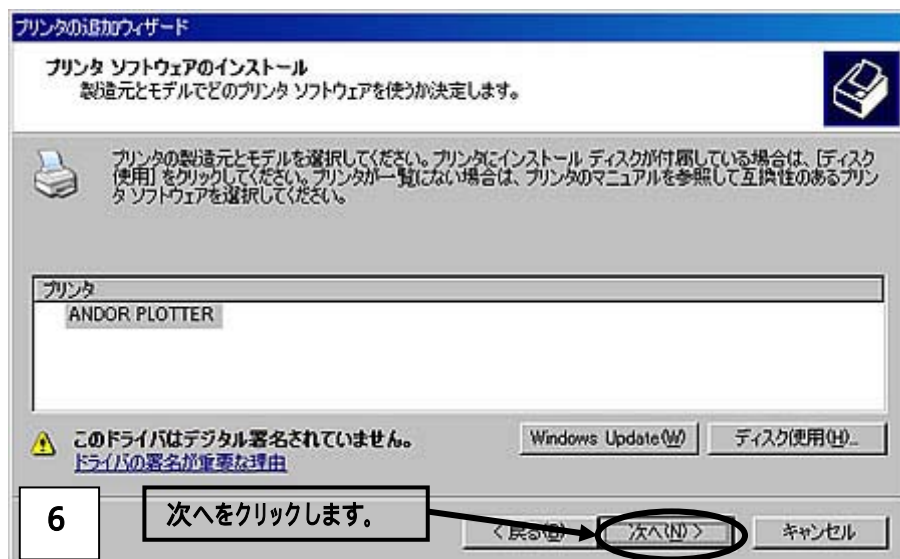 プリンタの追加ウィザード
プリンタ ソフトウェアのインストール
製造元とモデルでどのプリンタ ソフトウェアを使うか決定します。
プリンタの製造元とモデルを選択してください。プリンタにインストール ディスクが付属している場合は、[ディスク
使用] をクリックしてください。プリンタが一覧にない場合は、プリンタのマニュアルを参照して互換性のあるプリン
タ ソフトウェアを選択してください。
プリンタ
ANDOR PLOTTER
このドライバはデジタル署名されていません。
ドライバの署名が重要な理由
Windows Update(W)
ディスク使用(H)...
6
次へをクリックします。
< 戻る(B)
次へ(N) >
キャンセル